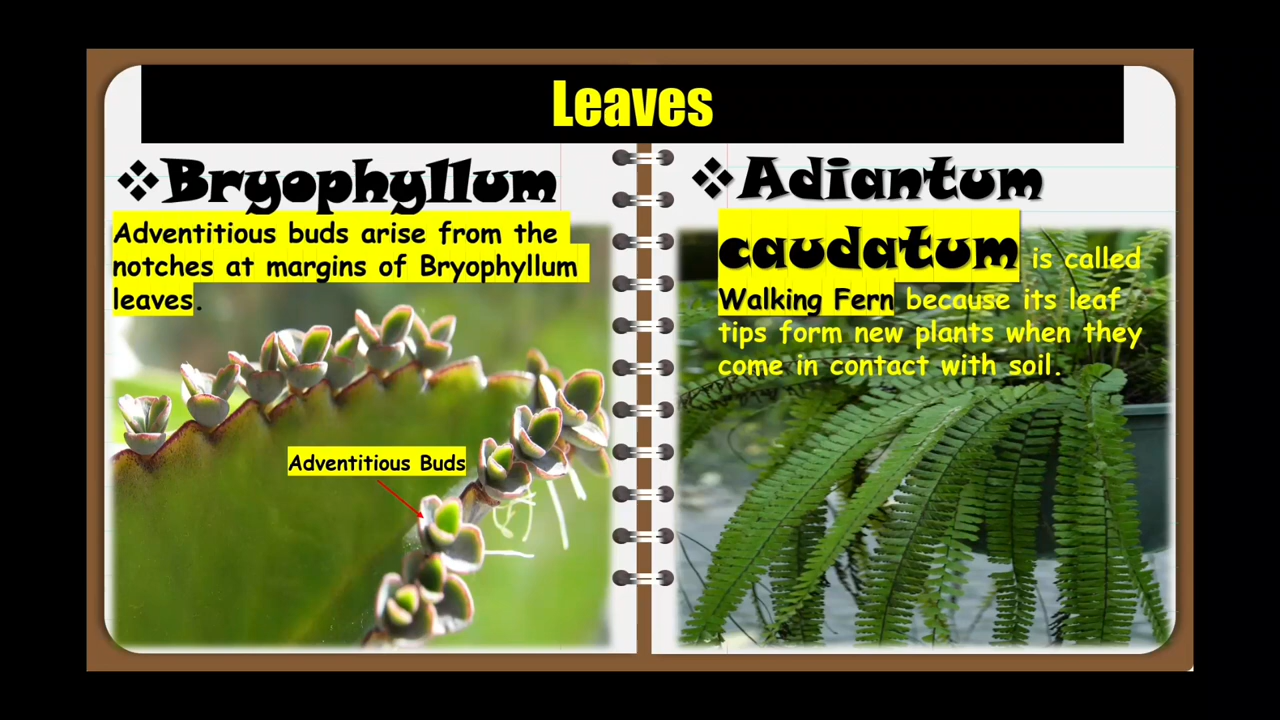 Leaves
❖Bryophyllum
Adventitious buds arise from the
notches at margins of Bryophyllum
leaves.
Adventitious Buds
❖Adiantum
caudatum is called
Walking Fern because its leaf
tips form new plants when they
come in contact with soil.